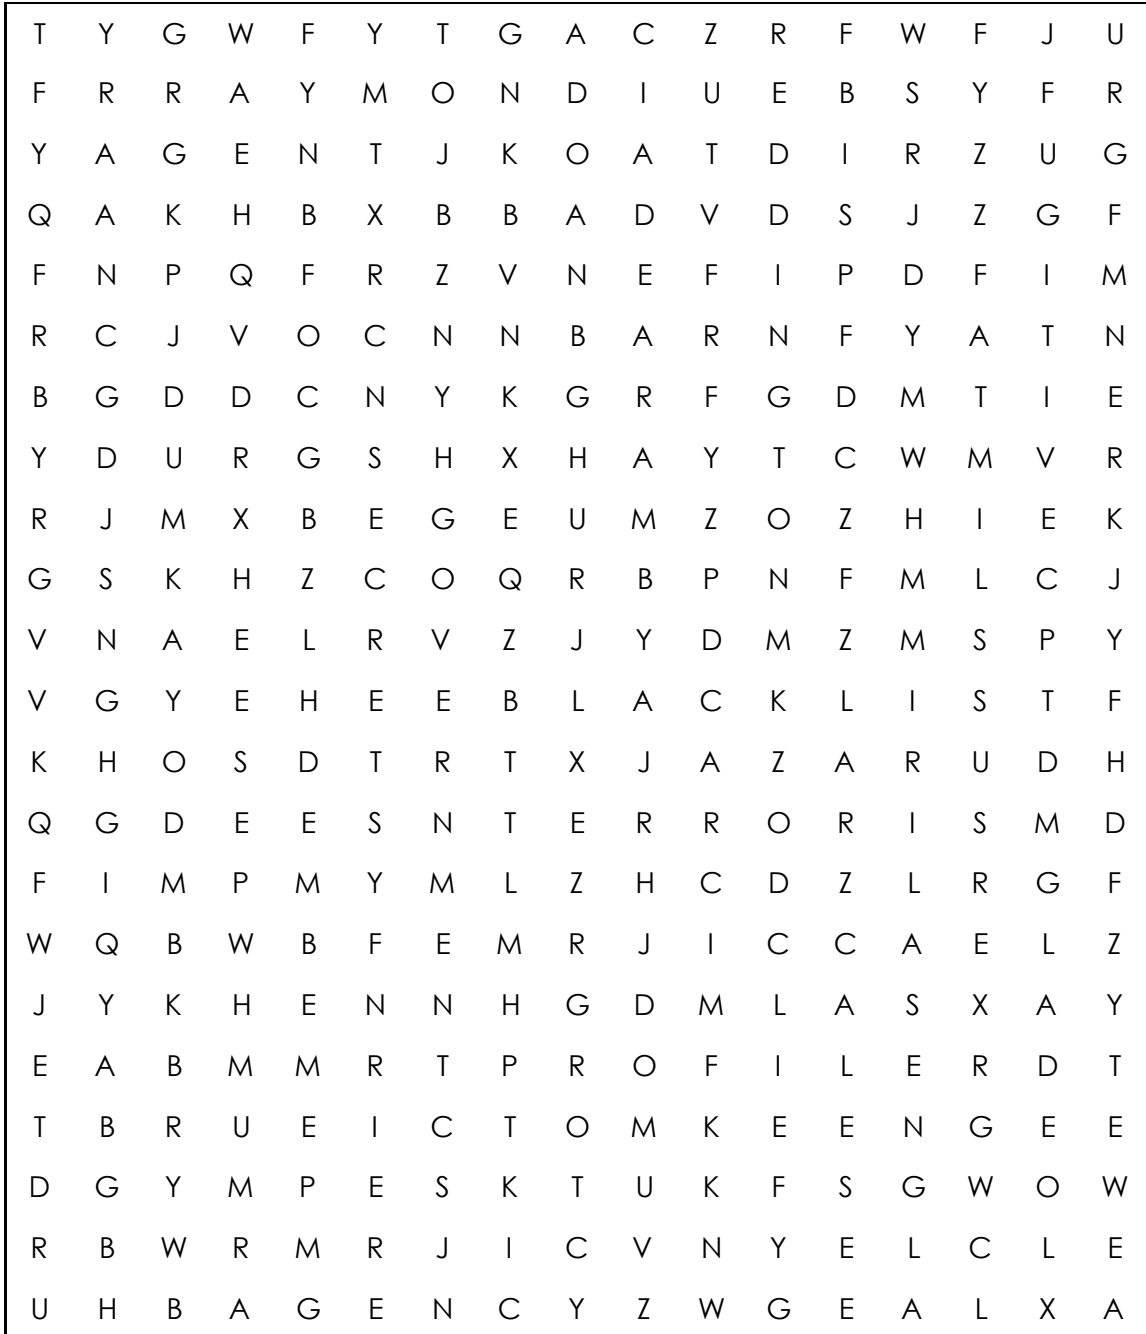 T Y G W F Y T G A C Z R F W F J U
F R R A Y M O N D I U E B S Y F R
Y A G E N T J K O A T D I R Z U G
Q A K H B X B B A D V D S J Z G F
F N P Q F R Z V N E F I P D F I M
R C J V O C N N B A R N F Y A T N
B G D D C N Y K G R F G D M T I E
Y D U R G S H X H A Y T C W M V R
R J M X B E G E U M Z O Z H I E K
G S K H Z C O Q R B P N F M L C J
V N A E L R V Z J Y D M Z M S P Y
V G Y E H E E B L A C K L I S T F
K H O S D T R T X J A Z A R U D H
Q G D E E S N T E R R O R I S M D
F I M P M Y M L Z H C D Z L R G F
W Q B W B F E M R J I C C A E L Z
J Y K H E N N H G D M L A S X A Y
E A B M M R T P R O F I L E R D T
T B R U E I C T O M K E E N G E E
D G Y M P E S K T U K F S G W O W
R B W R M R J I C V N Y E L C L E
U H B A G E N C Y Z W G E A L X A